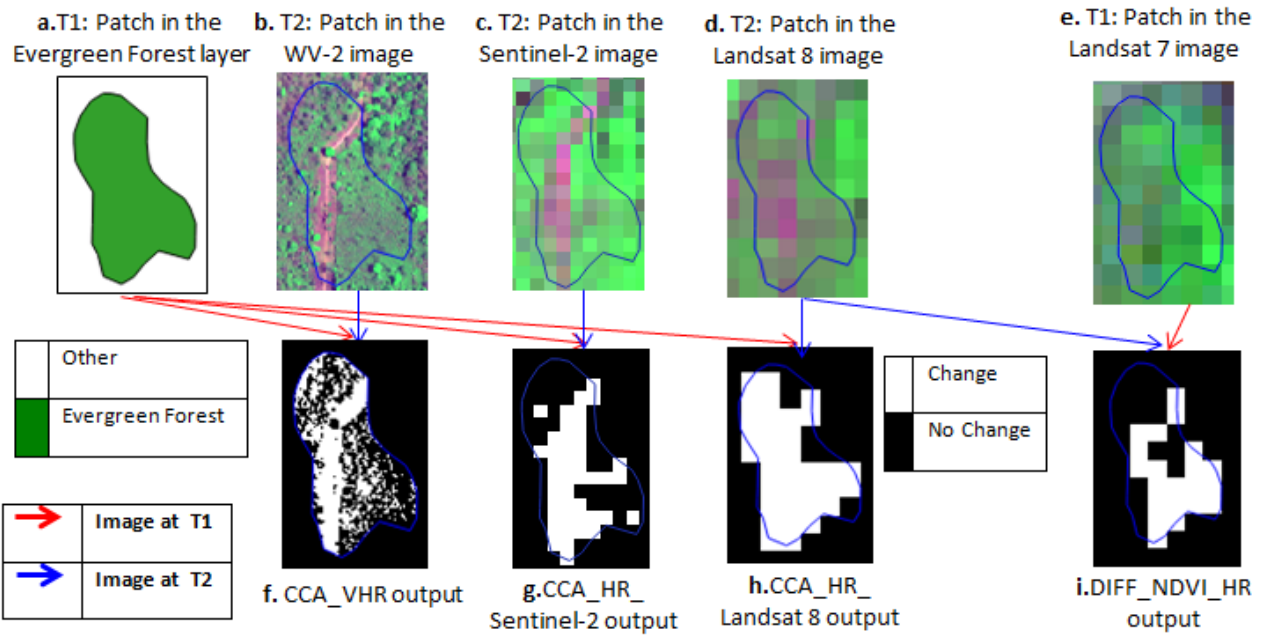 a.T1: Patch in the
Evergreen Forest layer
b. T2: Patch in the
WV-2 image
c. T2: Patch in the
Sentinel-2 image
d. T2: Patch in the
Landsat 8 image
e. T1: Patch in the
Landsat 7 image
Other
Evergreen Forest
Change
No Change
Image at T1
Image at T2
f. CCA_VHR output
g.CCA_HR_
Sentinel-2 output
h.CCA_HR_
Landsat 8 output
i.DIFF_NDVI_HR
output